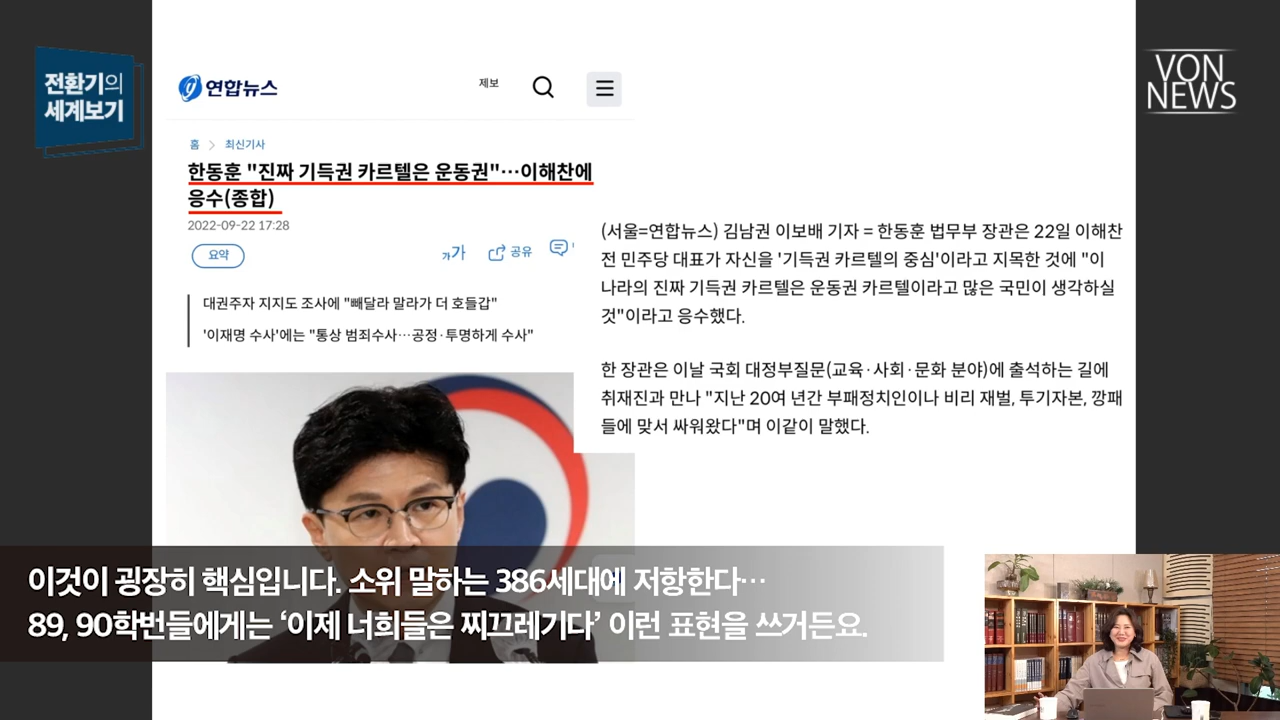 전환기의
세계보기
VON
NEWS
연합뉴스
제보
홈 > 최신기사
한동훈 "진짜 기득권 카르텔은 운동권"…이해찬에
응수(종합)
2022-09-22 17:28
요약
가가 공유
대권주자 지지도 조사에 "빼달라 말라가 더 호들갑"
'이재명 수사'에는 "통상 범죄수사…공정·투명하게 수사"
(서울=연합뉴스) 김남권 이보배 기자 = 한동훈 법무부 장관은 22일 이해찬
전 민주당 대표가 자신을 '기득권 카르텔의 중심'이라고 지목한 것에 "이
나라의 진짜 기득권 카르텔은 운동권 카르텔이라고 많은 국민이 생각하실
것"이라고 응수했다.
한 장관은 이날 국회 대정부질문(교육·사회·문화 분야)에 출석하는 길에
취재진과 만나 "지난 20여 년간 부패정치인이나 비리 재벌, 투기자본, 깡패
들에 맞서 싸워왔다"며 이같이 말했다.
이것이 굉장히 핵심입니다. 소위 말하는 386세대에 저항한다…
89, 90학번들에게는 ‘이제 너희들은 찌끄레기다’ 이런 표현을 쓰거든요.